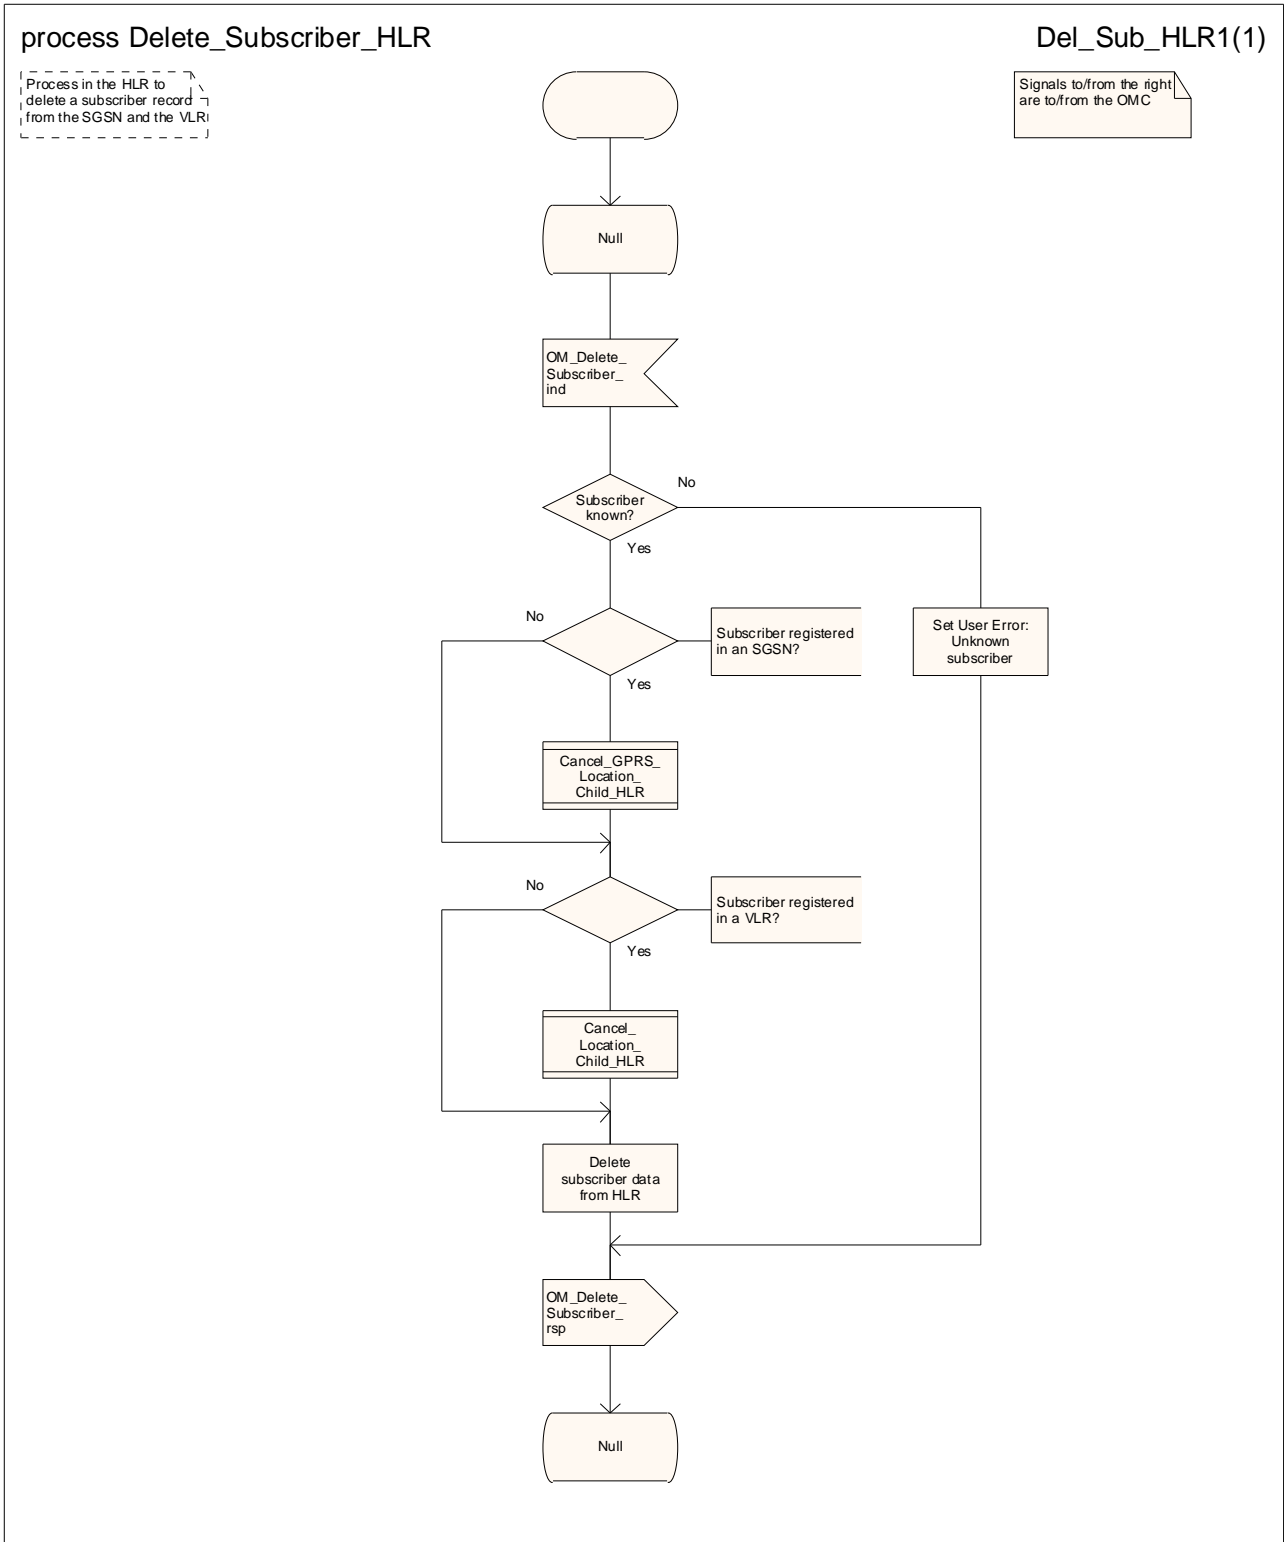 process Delete_Subscriber_HLR
Del_Sub_HLR1(1)
Process in the HLR to
delete a subscriber record
from the SGSN and the VLR
Signals to/from the right
are to/from the OMC
Null
OM_Delete_
Subscriber_
ind
Subscriber
known?
No
Yes
No
Subscriber registered
in an SGSN?
Set User Error:
Unknown
subscriber
Yes
Cancel_GPRS_
Location_
Child_HLR
No
Subscriber registered
in a VLR?
Yes
Cancel_
Location_
Child_HLR
Delete
subscriber data
from HLR
OM_Delete_
Subscriber_
rsp
Null